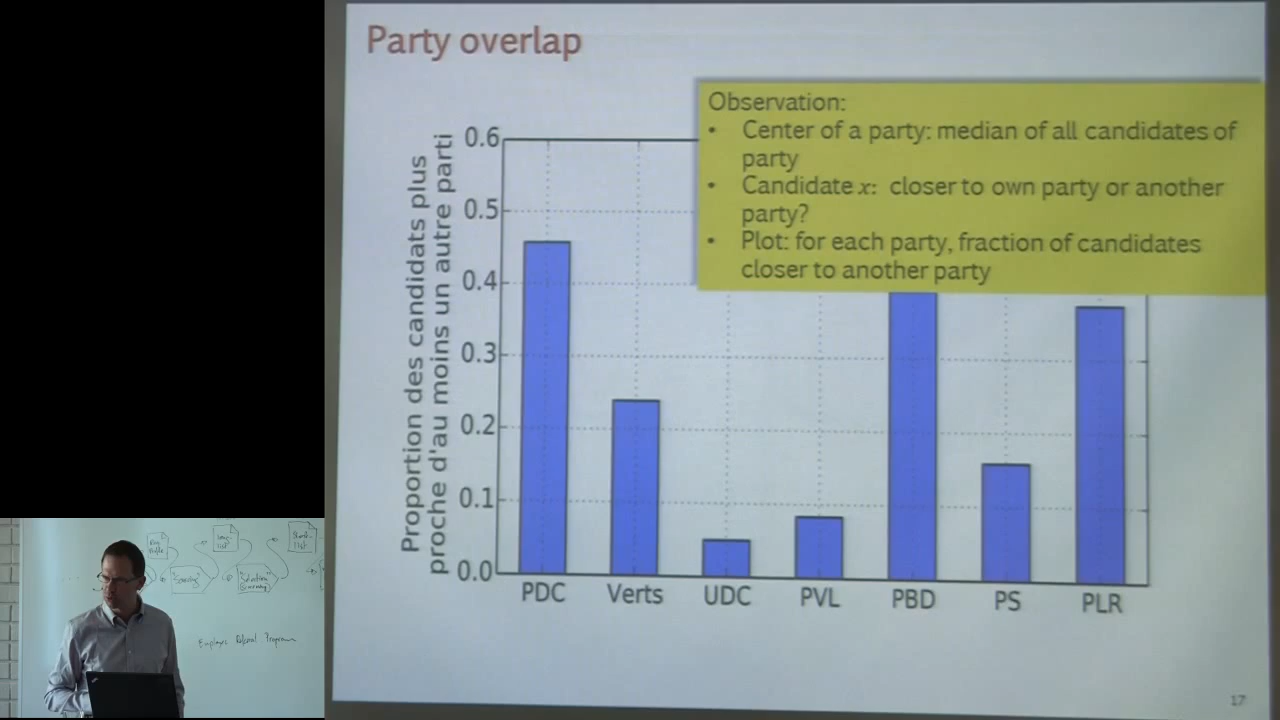 Party overlap
Observation:
• Center of a party: median of all candidates of
party
• Candidate x: closer to own party or another
party?
• Plot: for each party, fraction of candidates
closer to another party
Proportion des candidats plus
proche d'au moins un autre parti
0.6
0.5
0.4
0.3
0.2
0.1
0.0
PDC Verts UDC PVL PBD PS PLR
17
Employee Referral Programm